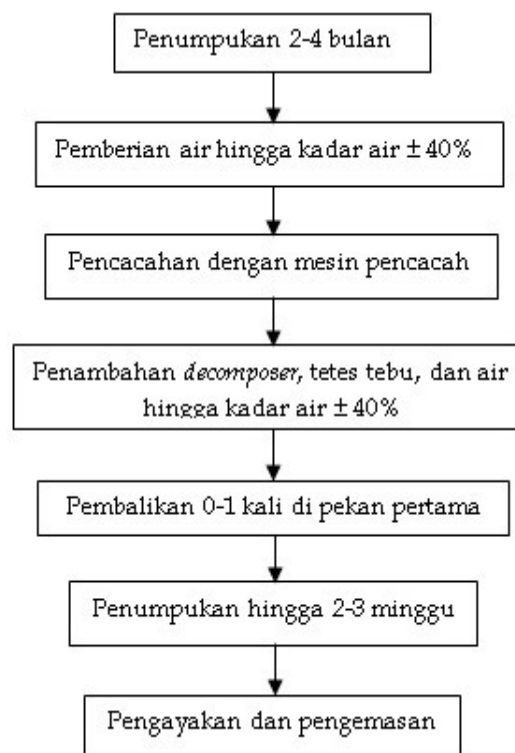 Penumpukan 2-4 bulan
Pemberian air hingga kadar air ± 40%
Pencacahan dengan mesin pencacah
Penambahan decomposer, tetes tebu, dan air
hingga kadar air ± 40%
Pembalikan 0-1 kali di pekan pertama
Penumpukan hingga 2-3 minggu
Pengayakan dan pengemasan